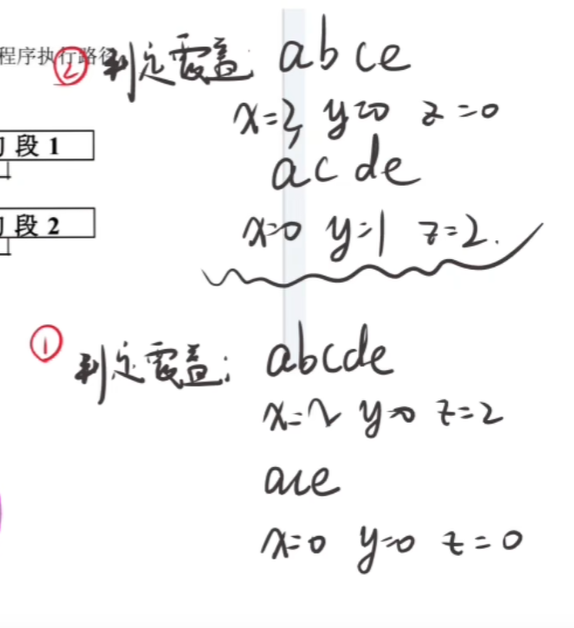 程序执行路径
② 判定覆盖: abce
x=2, y=0 z=0
段 1
acde
段 2
x=0 y=1 z=2.
① 判定覆盖: abcde
x=2 y=0 z=2
ace
x=0 y=0 z=0